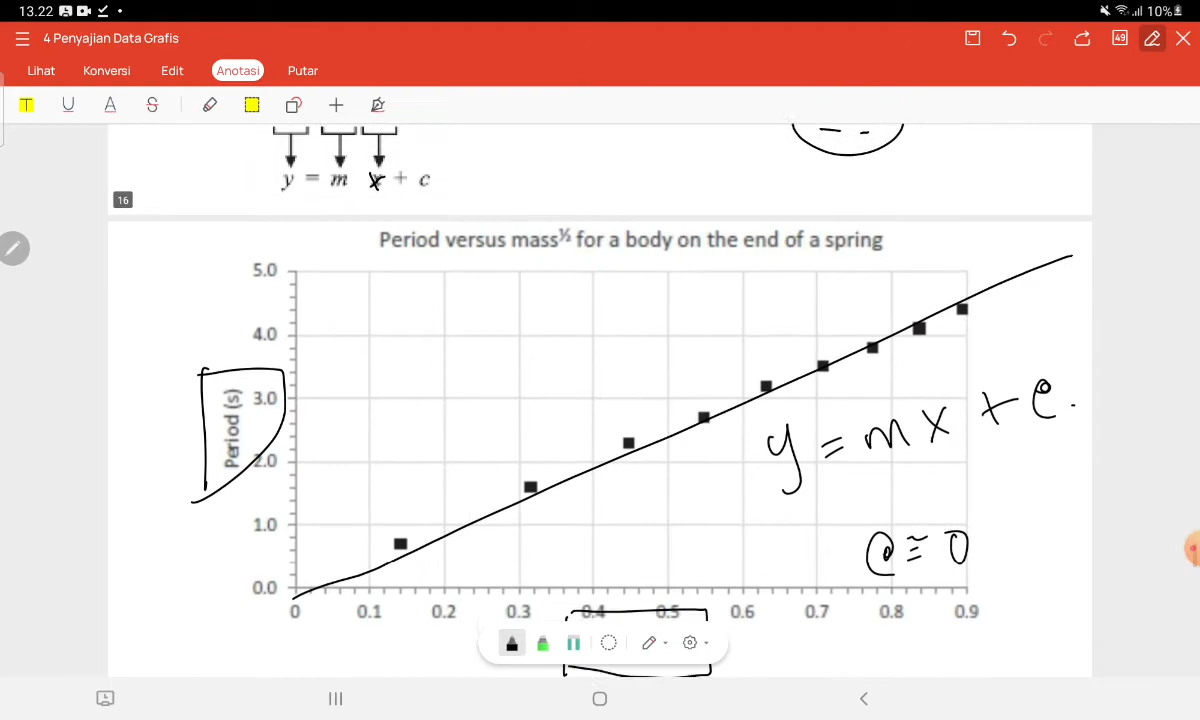 13.22
10%
4 Penyajian Data Grafis
49
Lihat Konversi Edit Anotasi Putar
T U A S
y = m x + c
16
Period versus mass½ for a body on the end of a spring
5.0
4.0
3.0
2.0
1.0
0.0
Period (s)
y = mx + c.
c ≅ 0
0 0.1 0.2 0.3 0.4 0.5 0.6 0.7 0.8 0.9